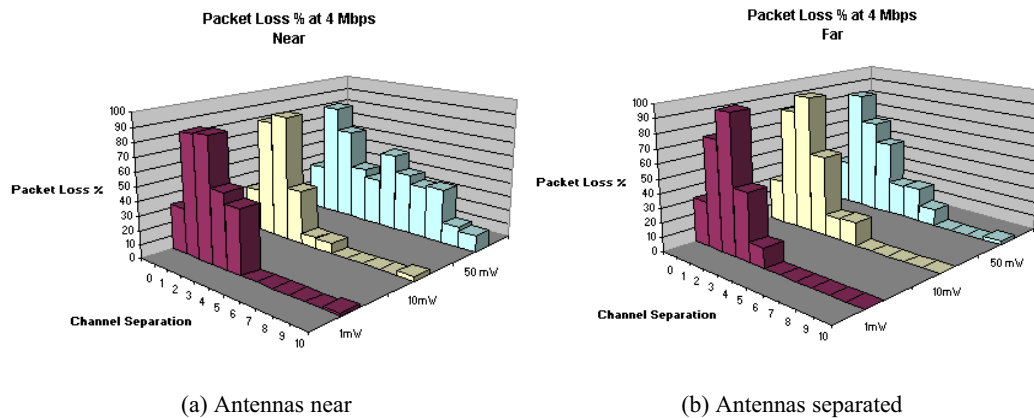 Packet Loss % at 4 Mbps
Near
100
90
80
70
60
50
40
30
20
10
0
Packet Loss %
0
1
2
3
4
5
6
7
8
9
10
Channel Separation
1mW
10mW
50 mW
(a) Antennas near
Packet Loss % at 4 Mbps
Far
100
90
80
70
60
50
40
30
20
10
0
Packet Loss %
0
1
2
3
4
5
6
7
8
9
10
Channel Separation
1mW
10mW
50 mW
(b) Antennas separated